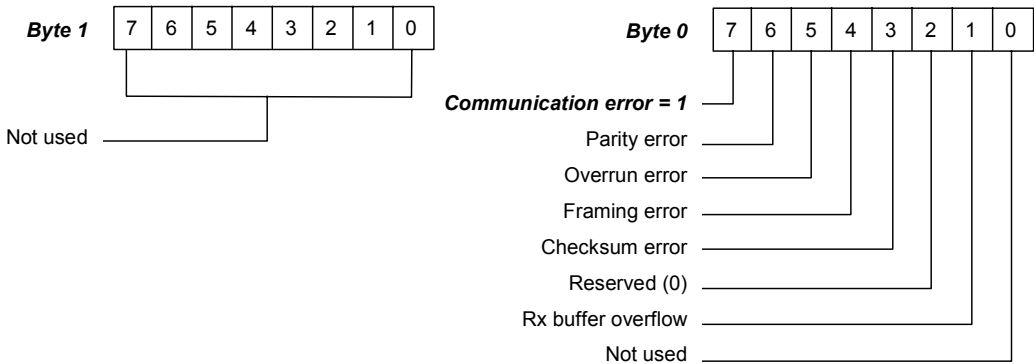 Byte 1 7 6 5 4 3 2 1 0
Not used
Byte 0 7 6 5 4 3 2 1 0
Communication error = 1
Parity error
Overrun error
Framing error
Checksum error
Reserved (0)
Rx buffer overflow
Not used